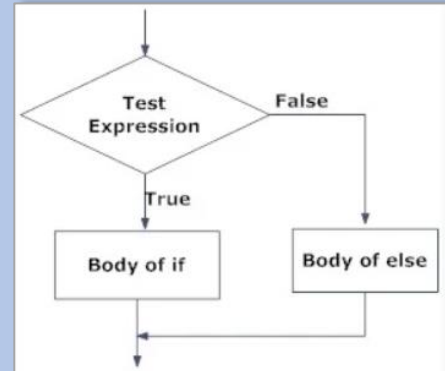 Test
Expression
False
True
Body of if
Body of else